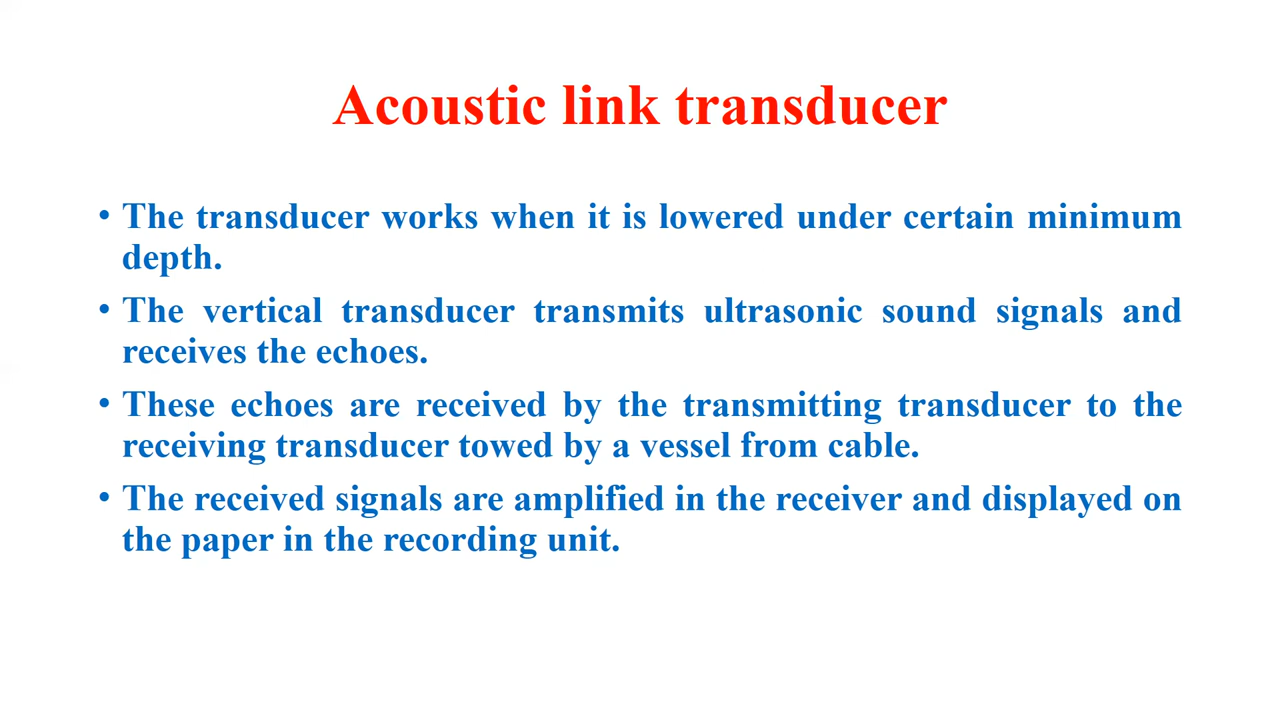 Acoustic link transducer
• The transducer works when it is lowered under certain minimum
depth.
• The vertical transducer transmits ultrasonic sound signals and
receives the echoes.
• These echoes are received by the transmitting transducer to the
receiving transducer towed by a vessel from cable.
• The received signals are amplified in the receiver and displayed on
the paper in the recording unit.